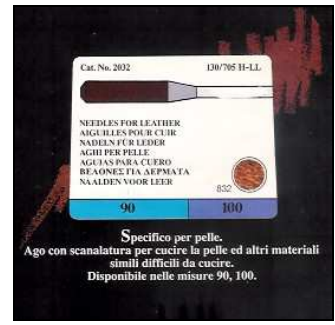 Cat. No. 2032 130/705 H-LL
NEEDLES FOR LEATHER
AIGUILLES POUR CUIR
NADELN FÜR LEDER
AGHI PER PELLE
AGUJAS PARA CUERO
ΒΕΛΟΝΕΣ ΓΙΑ ΔΕΡΜΑΤΑ
NAALDEN VOOR LEER
832
90 100
Specifico per pelle.
Ago con scanalatura per cucire la pelle ed altri materiali
simili difficili da cucire.
Disponibile nelle misure 90, 100.